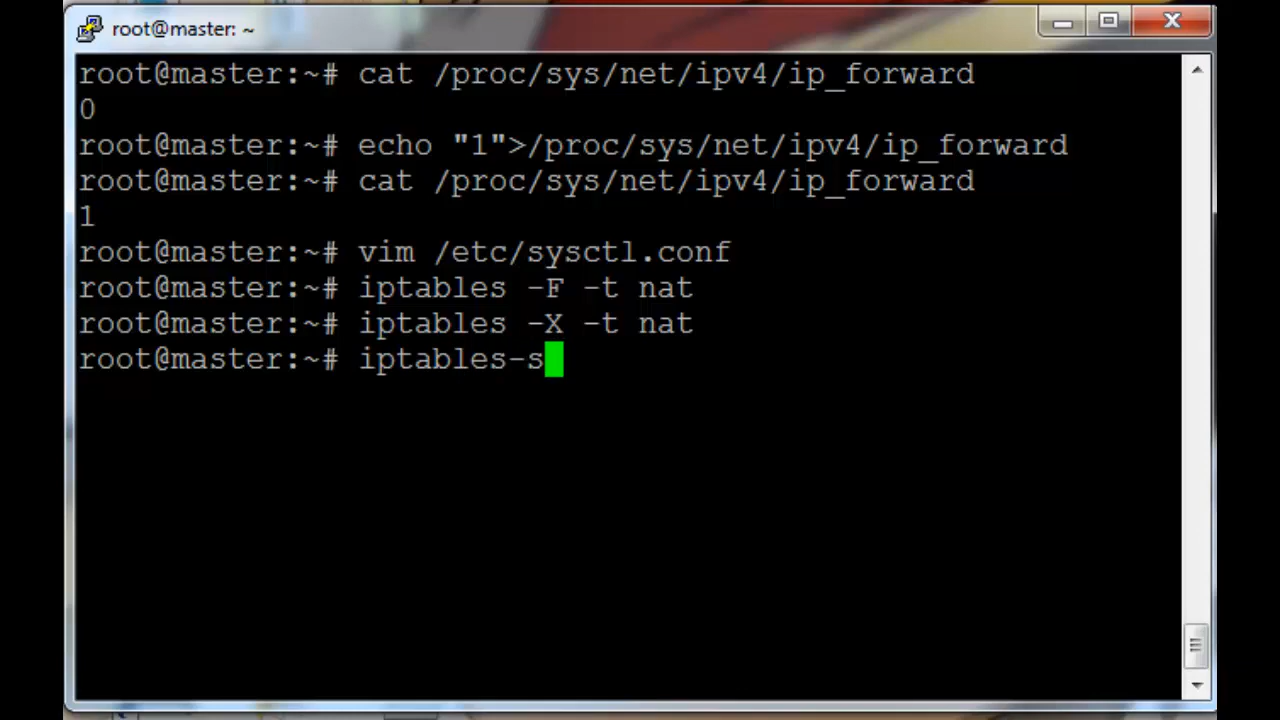 root@master: ~
root@master:~# cat /proc/sys/net/ipv4/ip_forward
0
root@master:~# echo "1">/proc/sys/net/ipv4/ip_forward
root@master:~# cat /proc/sys/net/ipv4/ip_forward
1
root@master:~# vim /etc/sysctl.conf
root@master:~# iptables -F -t nat
root@master:~# iptables -X -t nat
root@master:~# iptables-s